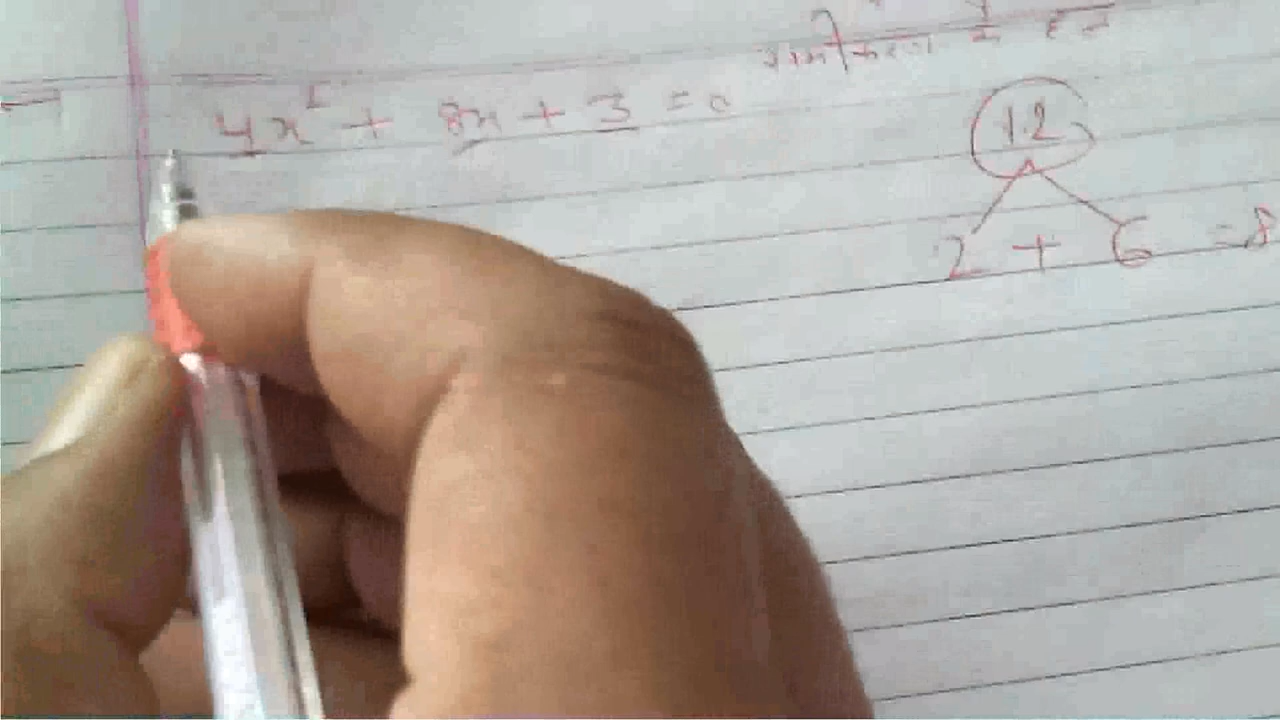 4x² + 8x + 3 = 0
12
2 + 6 = 8